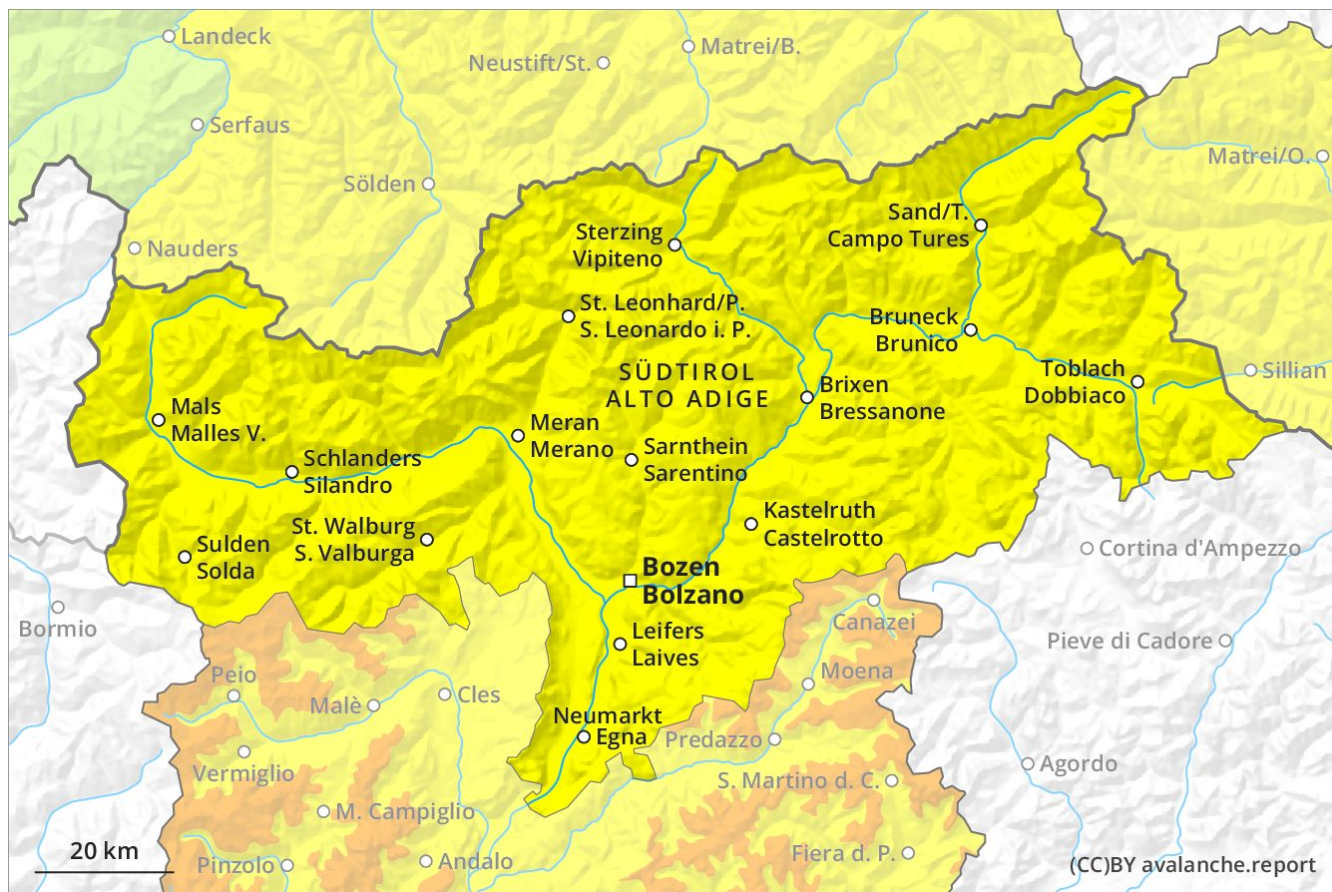 Landeck
Matrei/B.
Neustift/St.
Serfaus
Matrei/O.
Sölden
Sand/T.
Campo Tures
Sterzing
Vipiteno
Nauders
St. Leonhard/P.
S. Leonardo i. P.
Bruneck
Brunico
SÜDTIROL
ALTO ADIGE
Toblach
Dobbiaco
Sillian
Brixen
Bressanone
Mals
Malles V.
Meran
Merano
Sarnthein
Sarentino
Schlanders
Silandro
Kastelruth
Castelrotto
St. Walburg
S. Valburga
Sulden
Solda
Cortina d'Ampezzo
Bozen
Bolzano
Bormio
Canazei
Leifers
Laives
Pieve di Cadore
Peio
Moena
Malè
Cles
Neumarkt
Egna
Predazzo
Vermiglio
Agordo
S. Martino d. C.
M. Campiglio
20 km
Pinzolo
Andalo
Fiera d. P.
(CC)BY avalanche.report